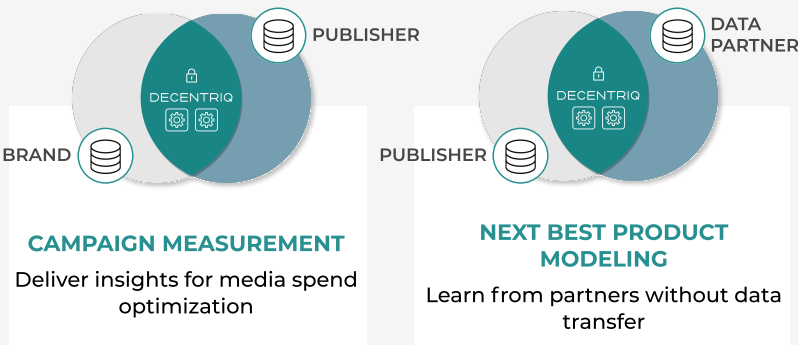 PUBLISHER
DECENTRIQ
BRAND
CAMPAIGN MEASUREMENT
Deliver insights for media spend
optimization
DATA
PARTNER
DECENTRIQ
PUBLISHER
NEXT BEST PRODUCT
MODELING
Learn from partners without data
transfer